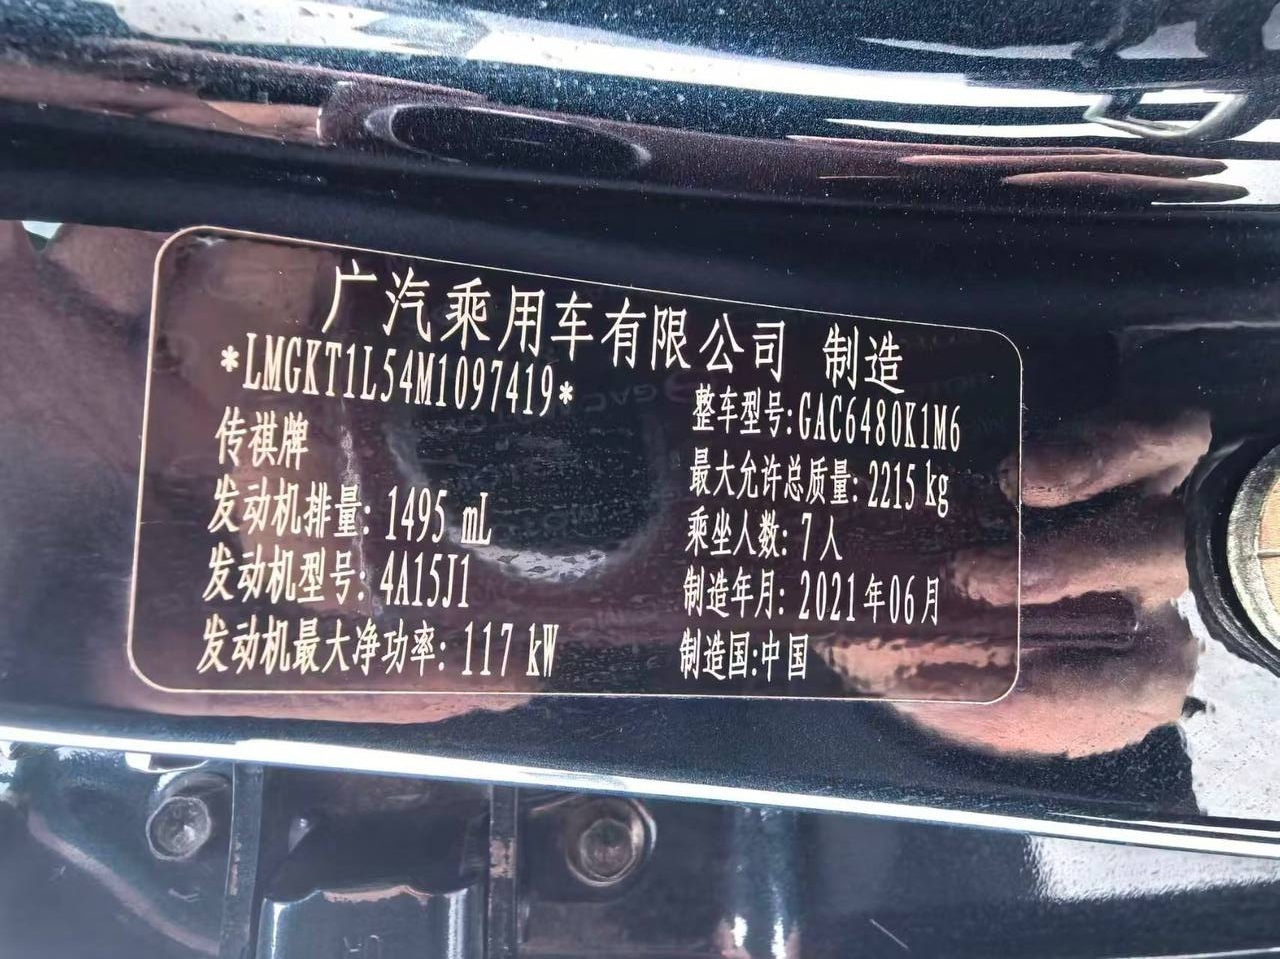 广汽乘用车有限公司 制造
*LMGKT1L54M1097419*
传祺牌
发动机排量: 1495 mL
发动机型号: 4A15J1
发动机最大净功率: 117 kW
整车型号:GAC6480K1M6
最大允许总质量: 2215 kg
乘坐人数: 7人
制造年月: 2021年06月
制造国:中国